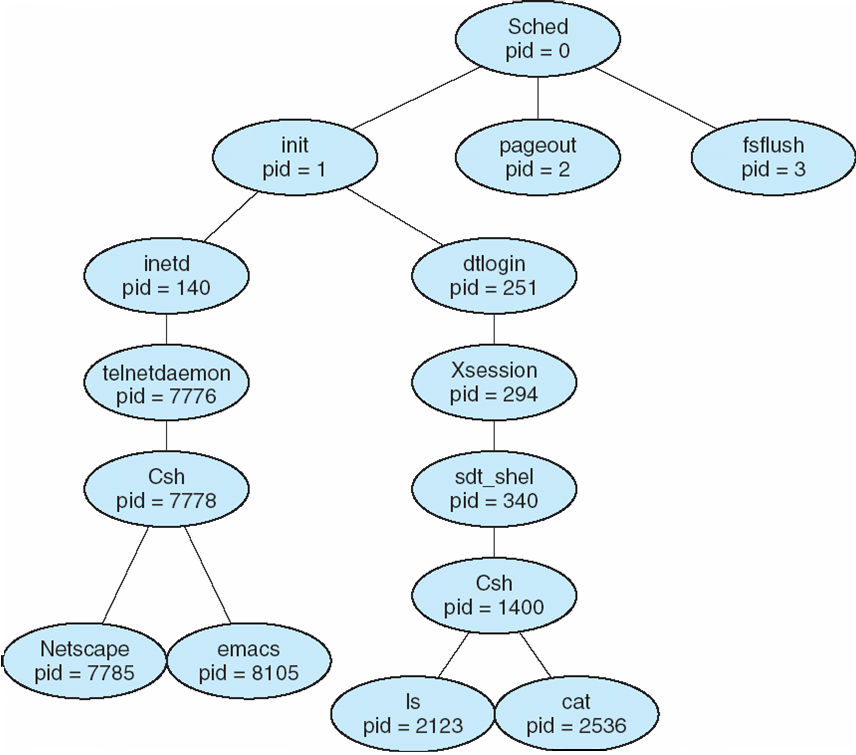 Sched
pid = 0
init
pid = 1
pageout
pid = 2
fsflush
pid = 3
inetd
pid = 140
dtlogin
pid = 251
telnetdaemon
pid = 7776
Xsession
pid = 294
Csh
pid = 7778
sdt_shel
pid = 340
Csh
pid = 1400
Netscape
pid = 7785
emacs
pid = 8105
ls
pid = 2123
cat
pid = 2536